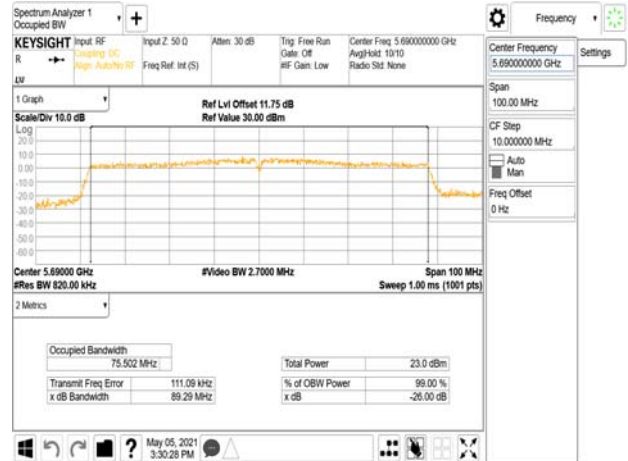 Spectrum Analyzer 1
Occupied BW
Frequency
KEYSIGHT
R
Input: RF
Coupling: DC
Align: Auto/No RF
Input Z: 50 Ω
Freq Ref: Int (S)
Atten: 30 dB
Trig: Free Run
Gate: Off
#IF Gain: Low
Center Freq: 5.690000000 GHz
Avg|Hold: 10/10
Radio Std: None
Center Frequency
5.690000000 GHz
Settings
Span
100.00 MHz
CF Step
10.000000 MHz
Auto
Man
Freq Offset
0 Hz
1 Graph
Scale/Div 10.0 dB
Ref Lvl Offset 11.75 dB
Ref Value 30.00 dBm
Log
20.0
10.0
0.00
-10.0
-20.0
-30.0
-40.0
-50.0
-60.0
Center 5.69000 GHz
#Res BW 820.00 kHz
#Video BW 2.7000 MHz
Span 100 MHz
Sweep 1.00 ms (1001 pts)
2 Metrics
Occupied Bandwidth
75.502 MHz
Transmit Freq Error 111.09 kHz
x dB Bandwidth 89.29 MHz
Total Power 23.0 dBm
% of OBW Power 99.00 %
x dB -26.00 dB
May 05, 2021
3:30:28 PM